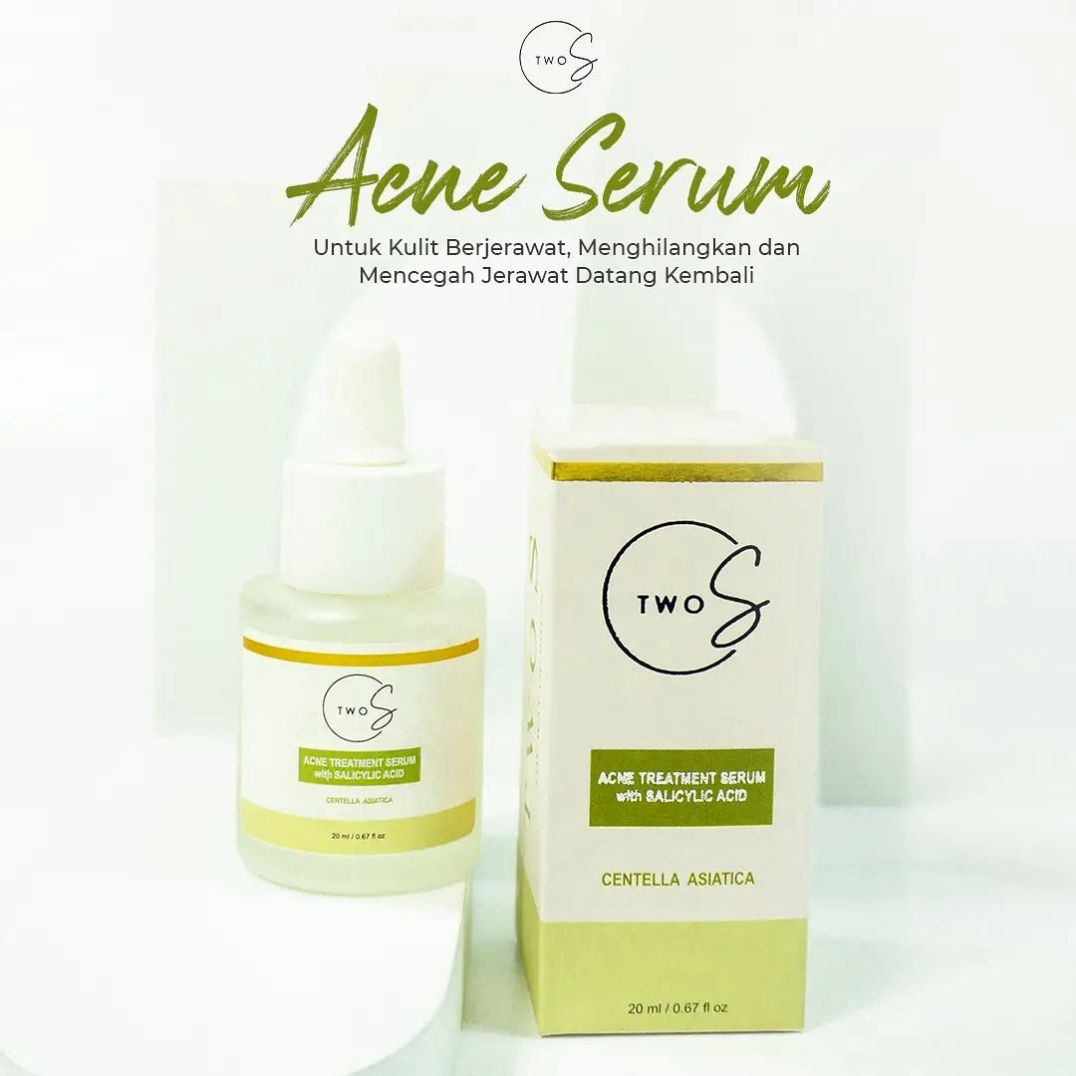 TWO S
Acne Serum
Untuk Kulit Berjerawat, Menghilangkan dan
Mencegah Jerawat Datang Kembali
TWO S
ACNE TREATMENT SERUM
with SALICYLIC ACID
CENTELLA ASIATICA
20 ml / 0.67 fl oz
TWO S
ACNE TREATMENT SERUM
with SALICYLIC ACID
CENTELLA ASIATICA
20 ml / 0.67 fl oz